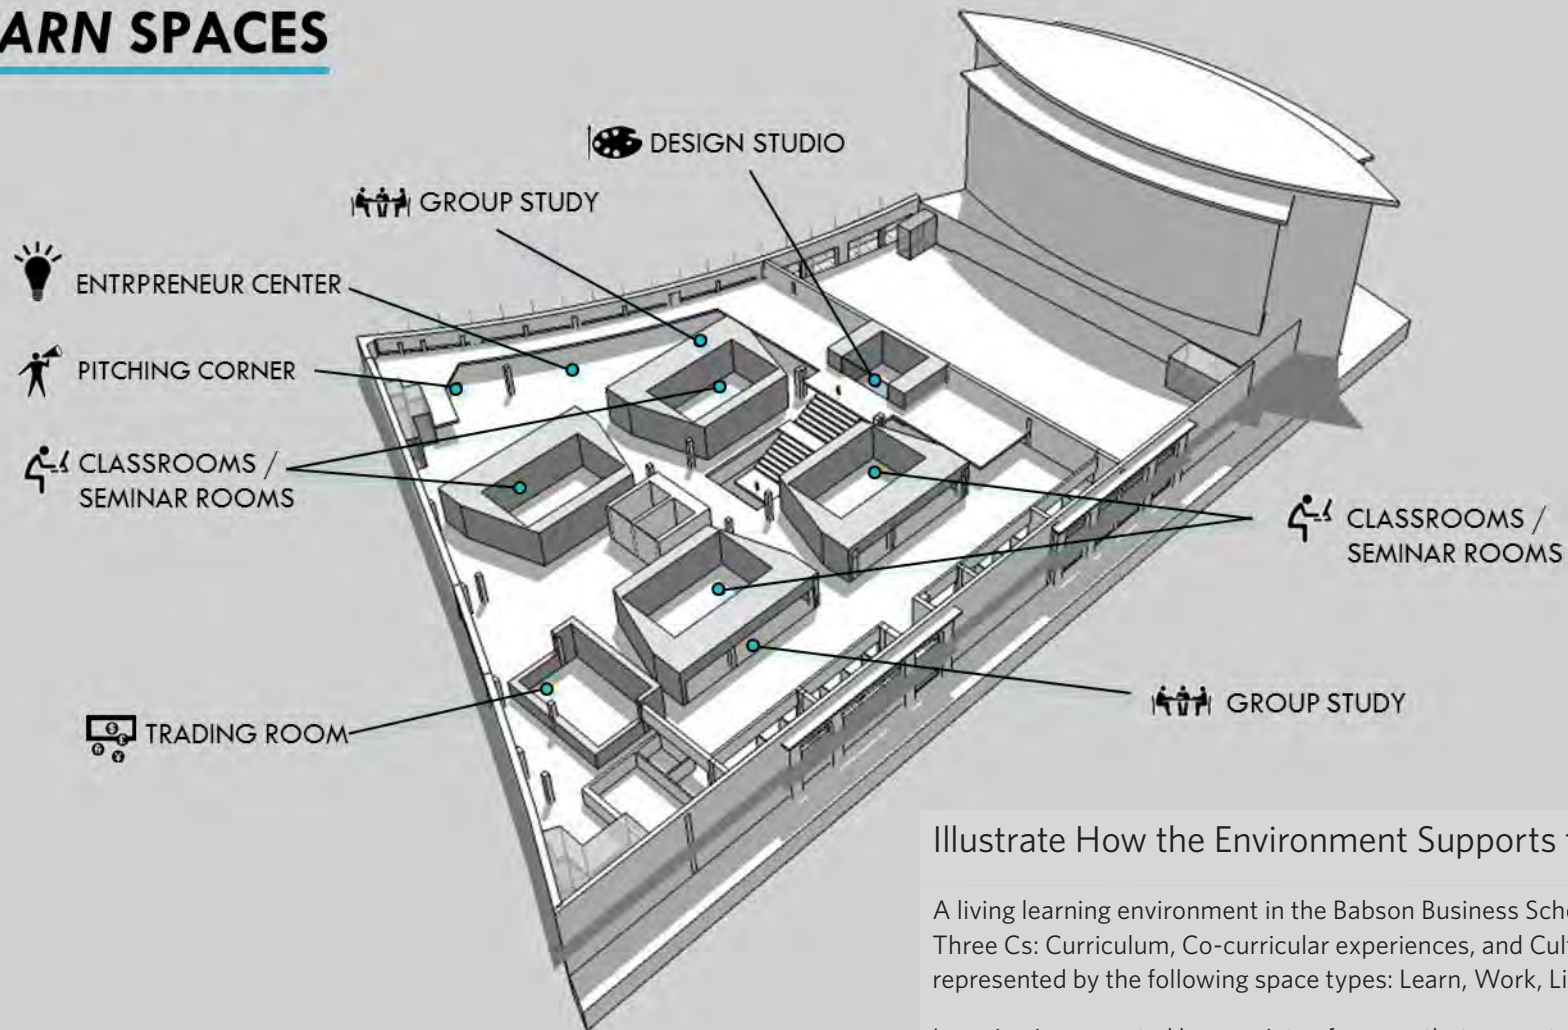 ARN SPACES
DESIGN STUDIO
GROUP STUDY
ENTRPRENEUR CENTER
PITCHING CORNER
CLASSROOMS /
SEMINAR ROOMS
CLASSROOMS /
SEMINAR ROOMS
GROUP STUDY
TRADING ROOM
Illustrate How the Environment Supports
A living learning environment in the Babson Business Scho
Three Cs: Curriculum, Co-curricular experiences, and Cul
represented by the following space types: Learn, Work, Li